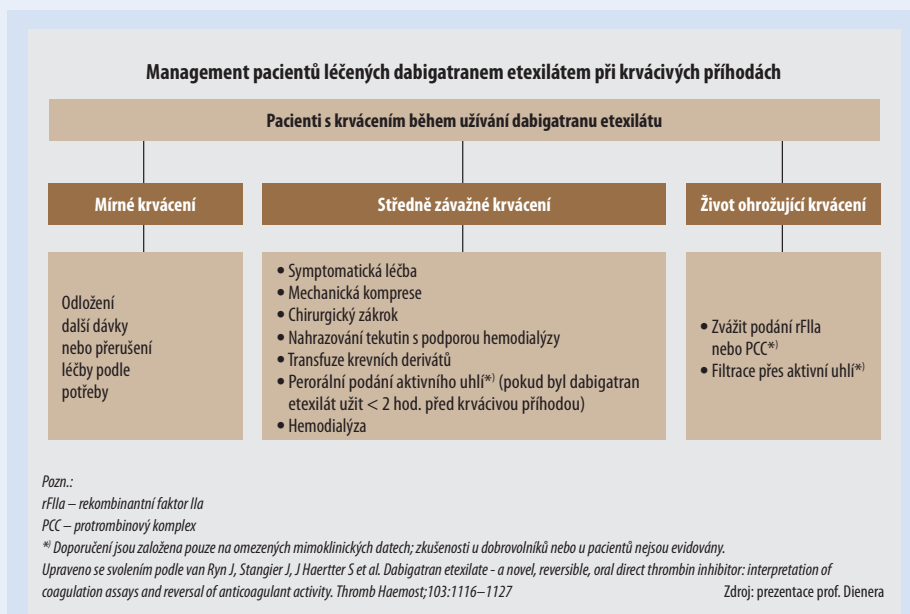 Management pacientů léčených dabigatranem etexilátem při krvácivých příhodách
Pacienti s krvácením během užívání dabigatranu etexilátu
Mírné krvácení
Odložení
další dávky
nebo přerušení
léčby podle
potřeby
Středně závažné krvácení
• Symptomatická léčba
• Mechanická komprese
• Chirurgický zákrok
• Nahrazování tekutin s podporou hemodialýzy
• Transfuze krevních derivátů
• Perorální podání aktivního uhlí*) (pokud byl dabigatran
etexilát užit < 2 hod. před krvácivou příhodou)
• Hemodialýza
Život ohrožující krvácení
• Zvážit podání rFIIa
nebo PCC*)
• Filtrace přes aktivní uhlí*)
Pozn.:
rFIIa – rekombinantní faktor IIa
PCC – protrombinový komplex
*) Doporučení jsou založena pouze na omezených mimoklinických datech; zkušenosti u dobrovolníků nebo u pacientů nejsou evidovány.
Upraveno se svolením podle van Ryn J, Stangier J, J Haertter S et al. Dabigatran etexilate - a novel, reversible, oral direct thrombin inhibitor: interpretation of
coagulation assays and reversal of anticoagulant activity. Thromb Haemost;103:1116–1127
Zdroj: prezentace prof. Dienera